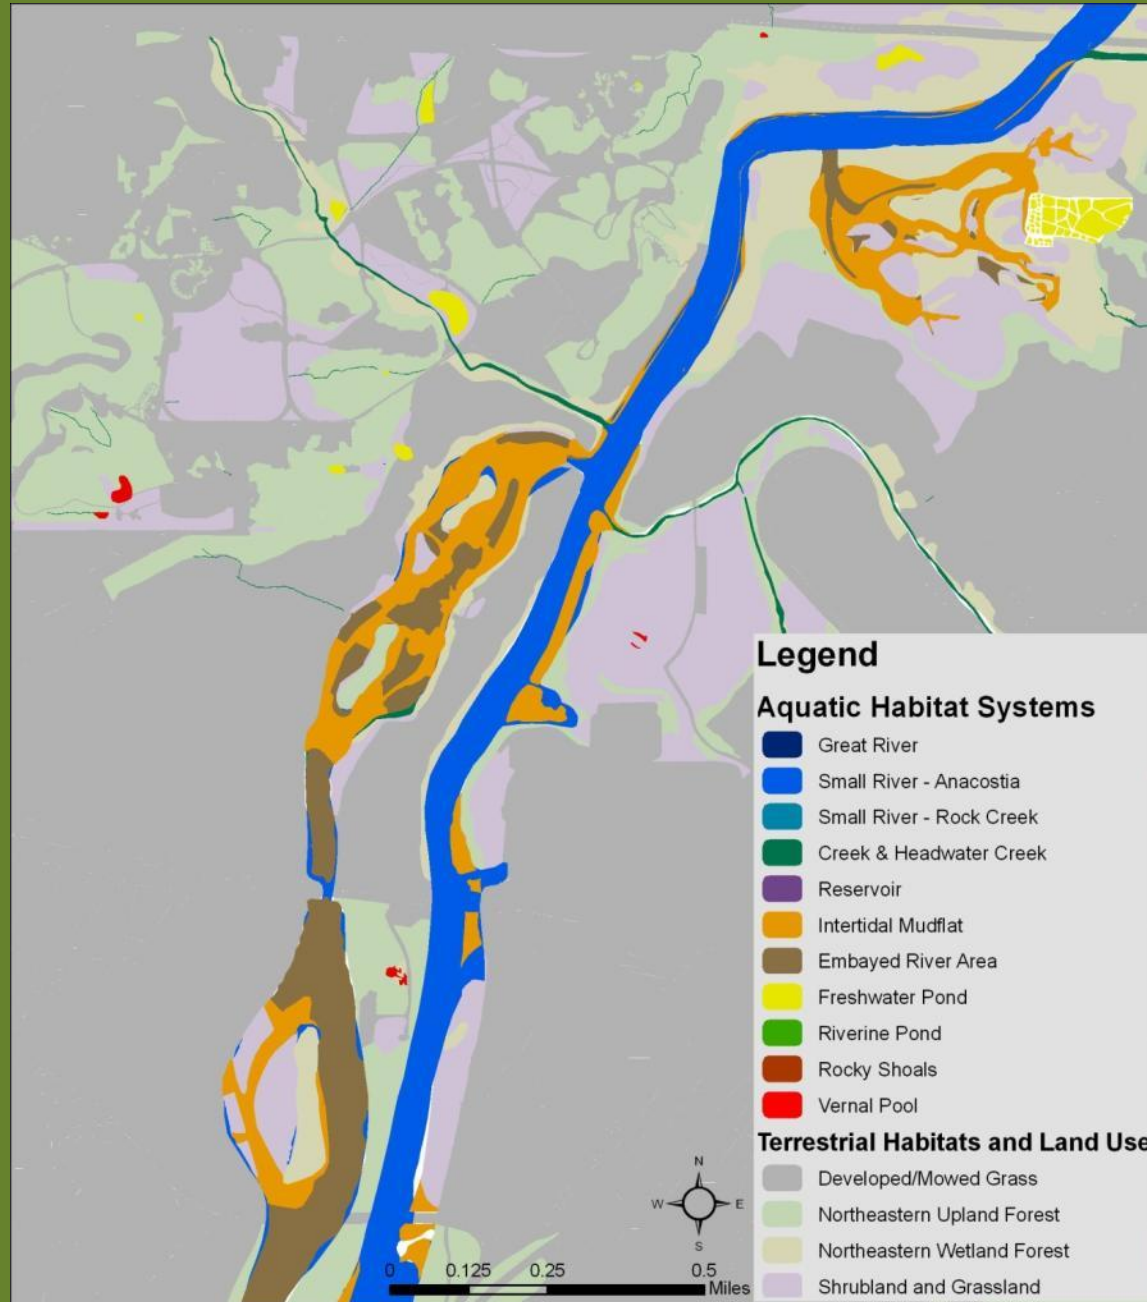 Legend
Aquatic Habitat Systems
Great River
Small River - Anacostia
Small River - Rock Creek
Creek & Headwater Creek
Reservoir
Intertidal Mudflat
Embayed River Area
Freshwater Pond
Riverine Pond
Rocky Shoals
Vernal Pool
Terrestrial Habitats and Land Use
Developed/Mowed Grass
Northeastern Upland Forest
Northeastern Wetland Forest
Shrubland and Grassland
N
W E
S
0 0.125 0.25 0.5
Miles